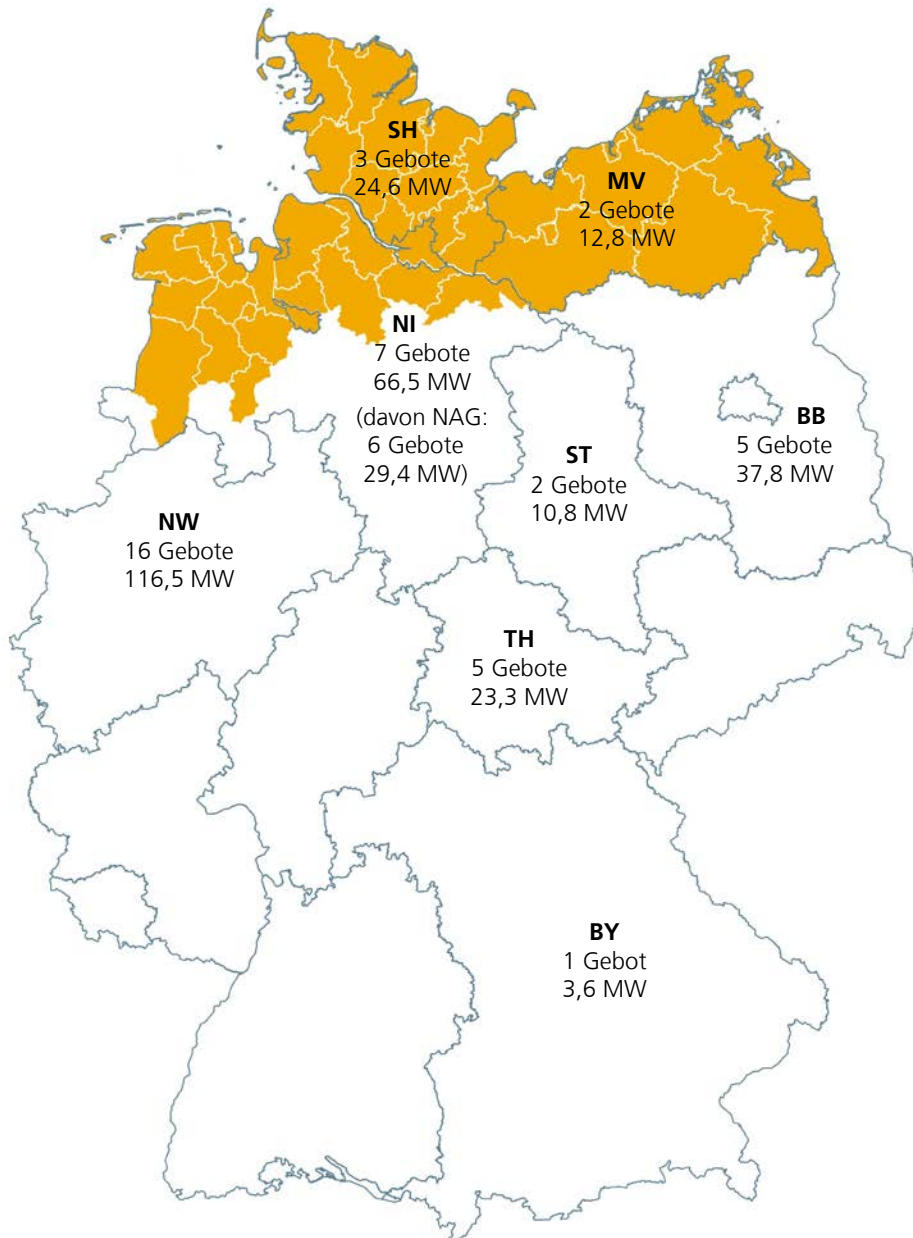 SH
3 Gebote
24,6 MW
MV
2 Gebote
12,8 MW
NI
7 Gebote
66,5 MW
(davon NAG:
6 Gebote
29,4 MW)
BB
5 Gebote
37,8 MW
ST
2 Gebote
10,8 MW
NW
16 Gebote
116,5 MW
TH
5 Gebote
23,3 MW
BY
1 Gebot
3,6 MW